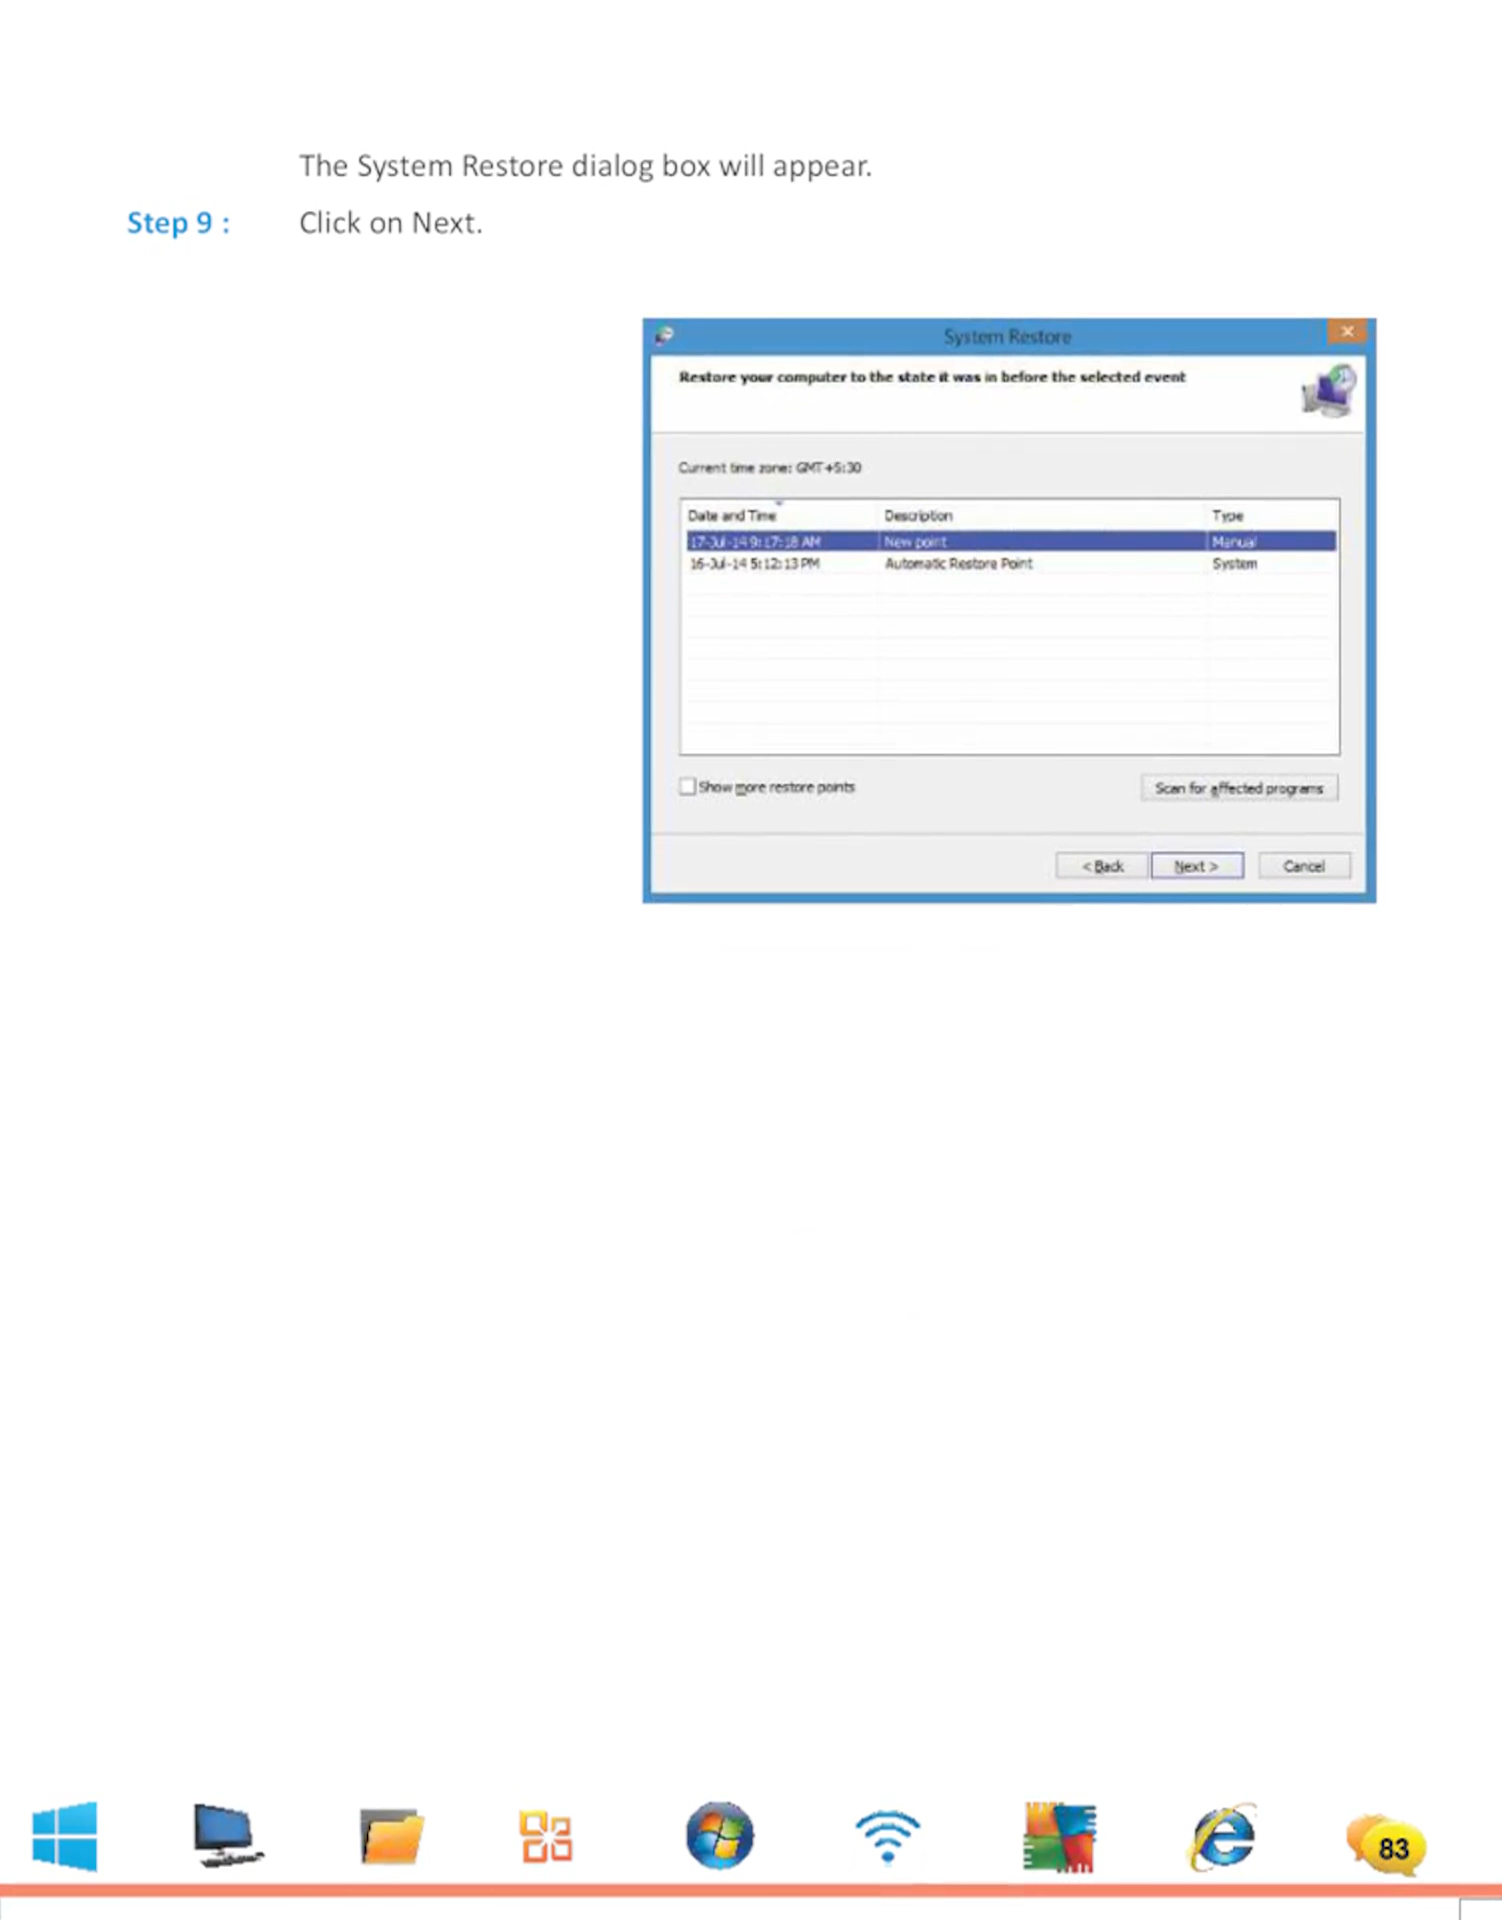 The System Restore dialog box will appear.
Step 9 : Click on Next.
System Restore
Restore your computer to the state it was in before the selected event
Current time zone: GMT+5:30
Date and Time Description Type
17-Jul-14 9:17:18 AM New point Manual
16-Jul-14 5:12:13 PM Automatic Restore Point System
Show more restore points Scan for affected programs
< Back Next > Cancel
83